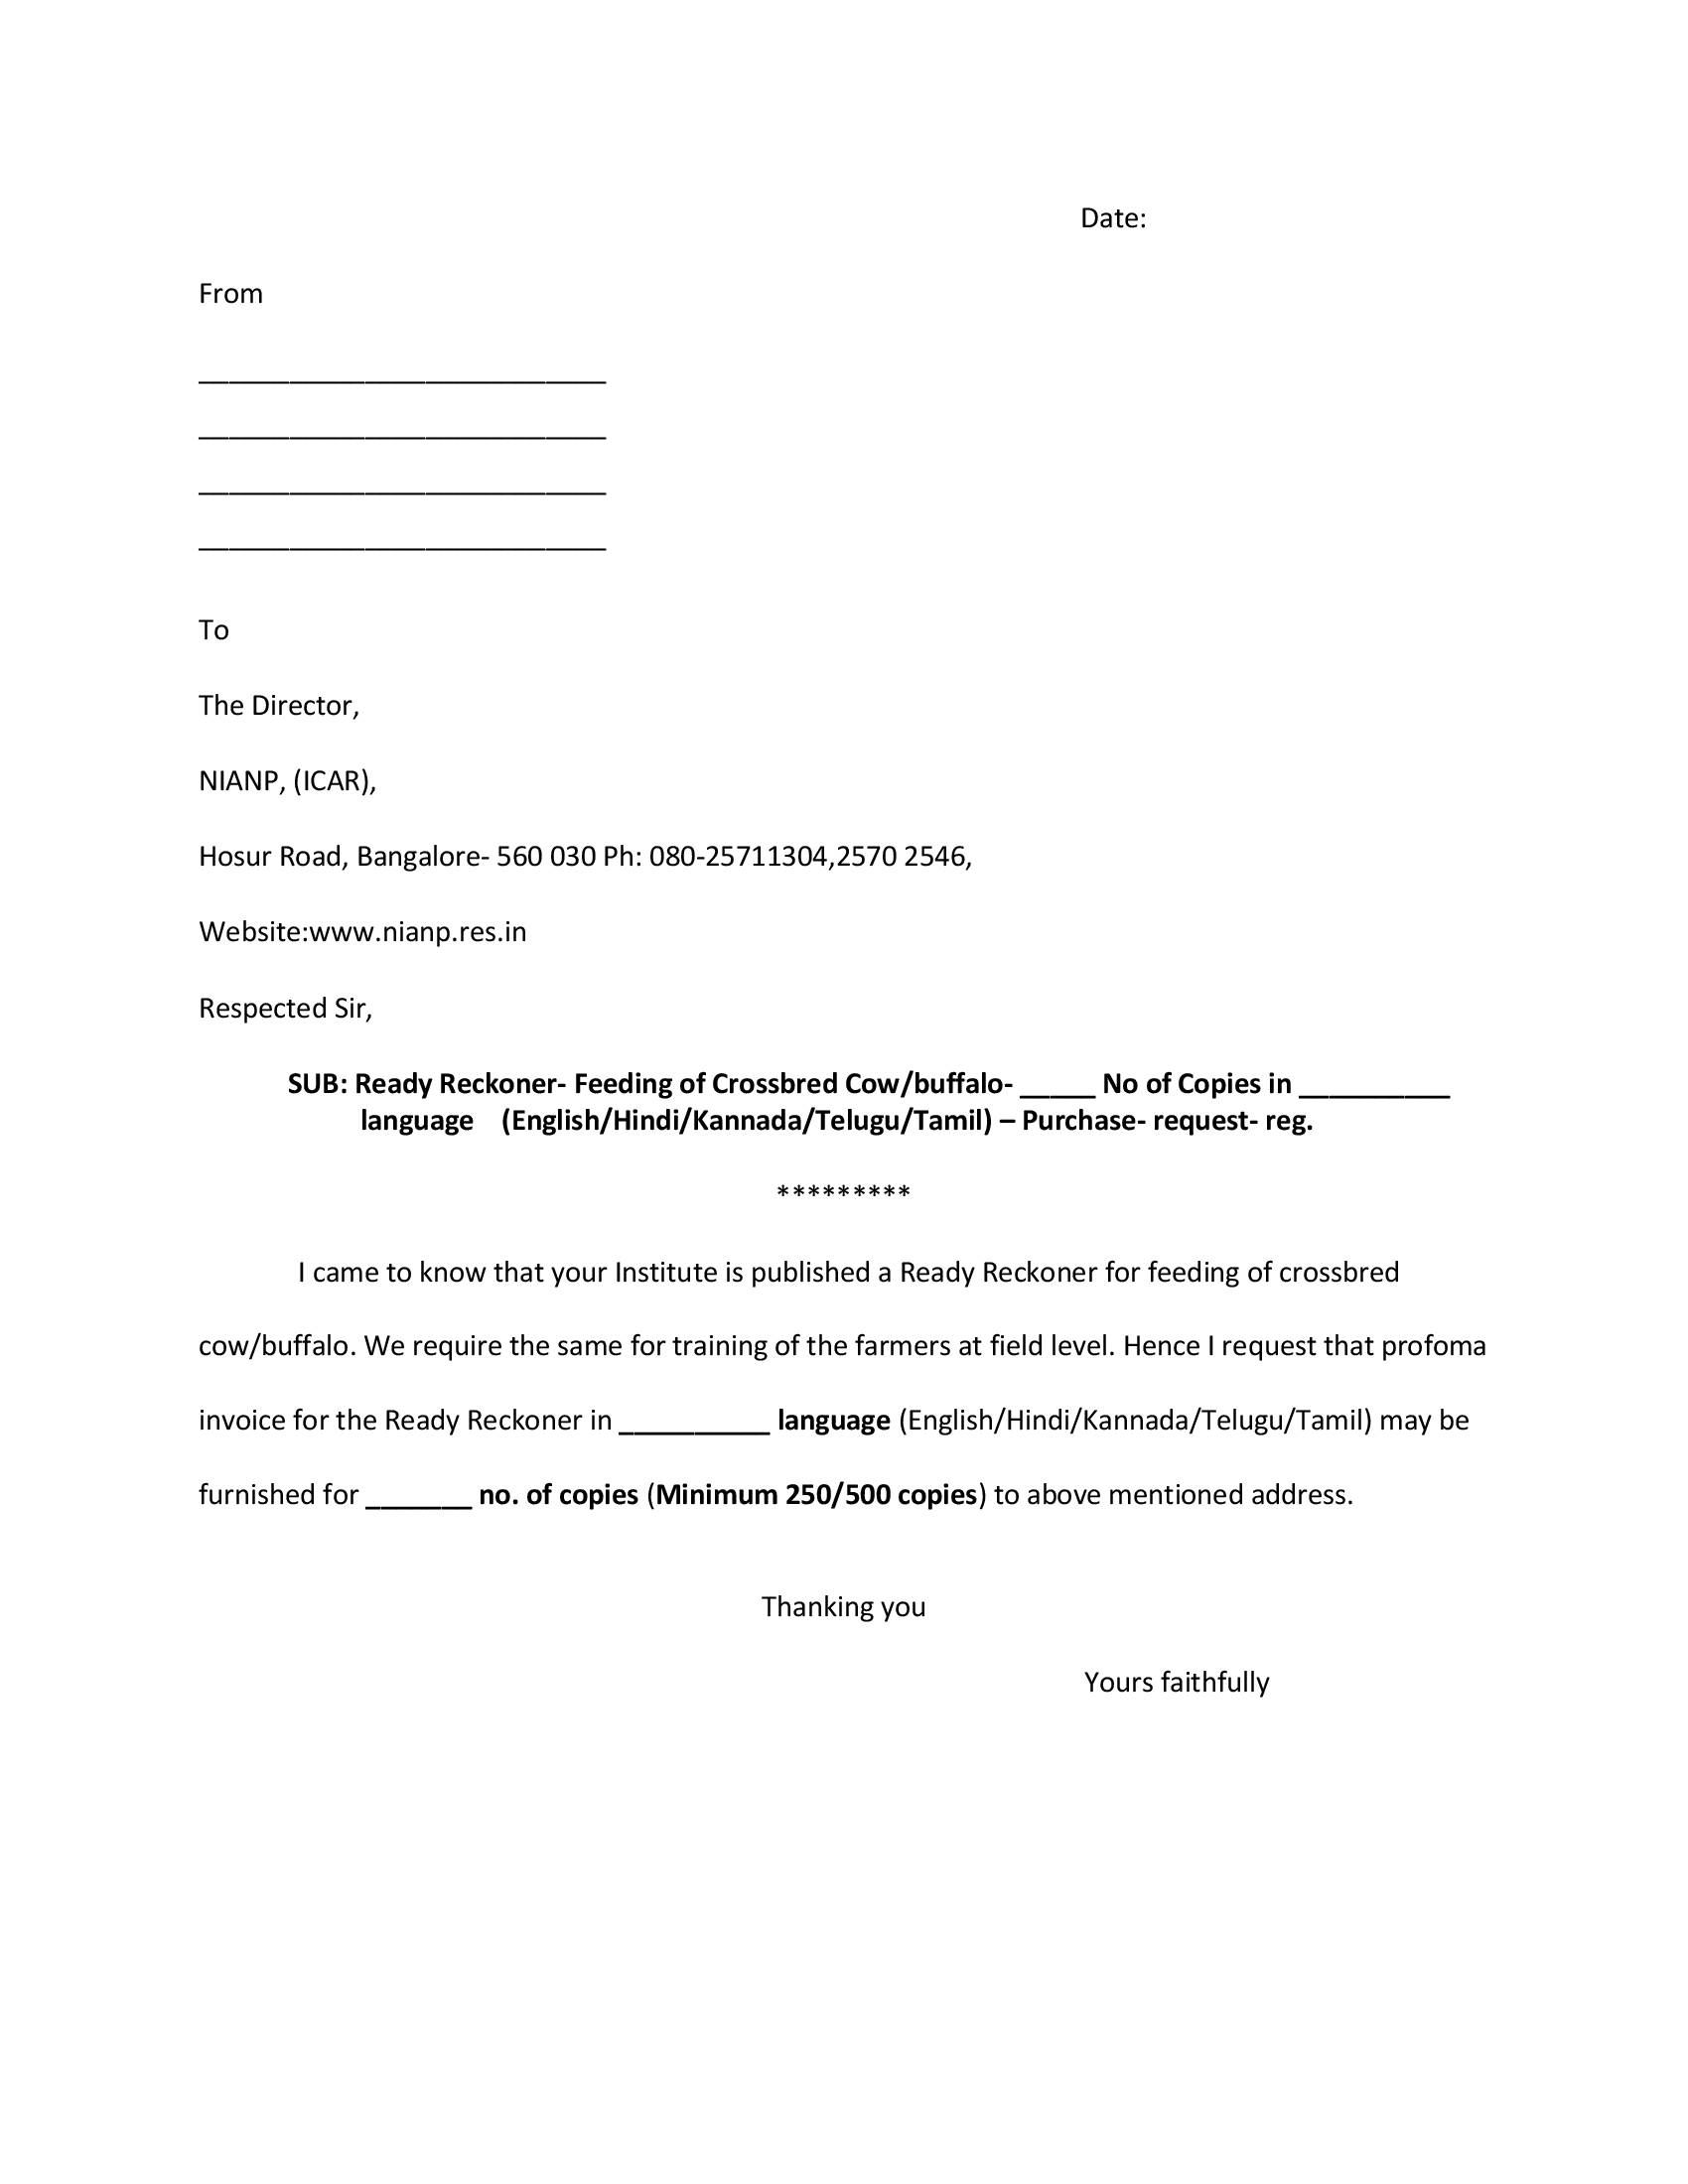 Date:
From
___________________________
___________________________
___________________________
___________________________
To
The Director,
NIANP, (ICAR),
Hosur Road, Bangalore- 560 030 Ph: 080-25711304,2570 2546,
Website:www.nianp.res.in
Respected Sir,
SUB: Ready Reckoner- Feeding of Crossbred Cow/buffalo- _____ No of Copies in __________
language (English/Hindi/Kannada/Telugu/Tamil) – Purchase- request- reg.
*********
I came to know that your Institute is published a Ready Reckoner for feeding of crossbred
cow/buffalo. We require the same for training of the farmers at field level. Hence I request that profoma
invoice for the Ready Reckoner in __________ language (English/Hindi/Kannada/Telugu/Tamil) may be
furnished for _______ no. of copies (Minimum 250/500 copies) to above mentioned address.
Thanking you
Yours faithfully